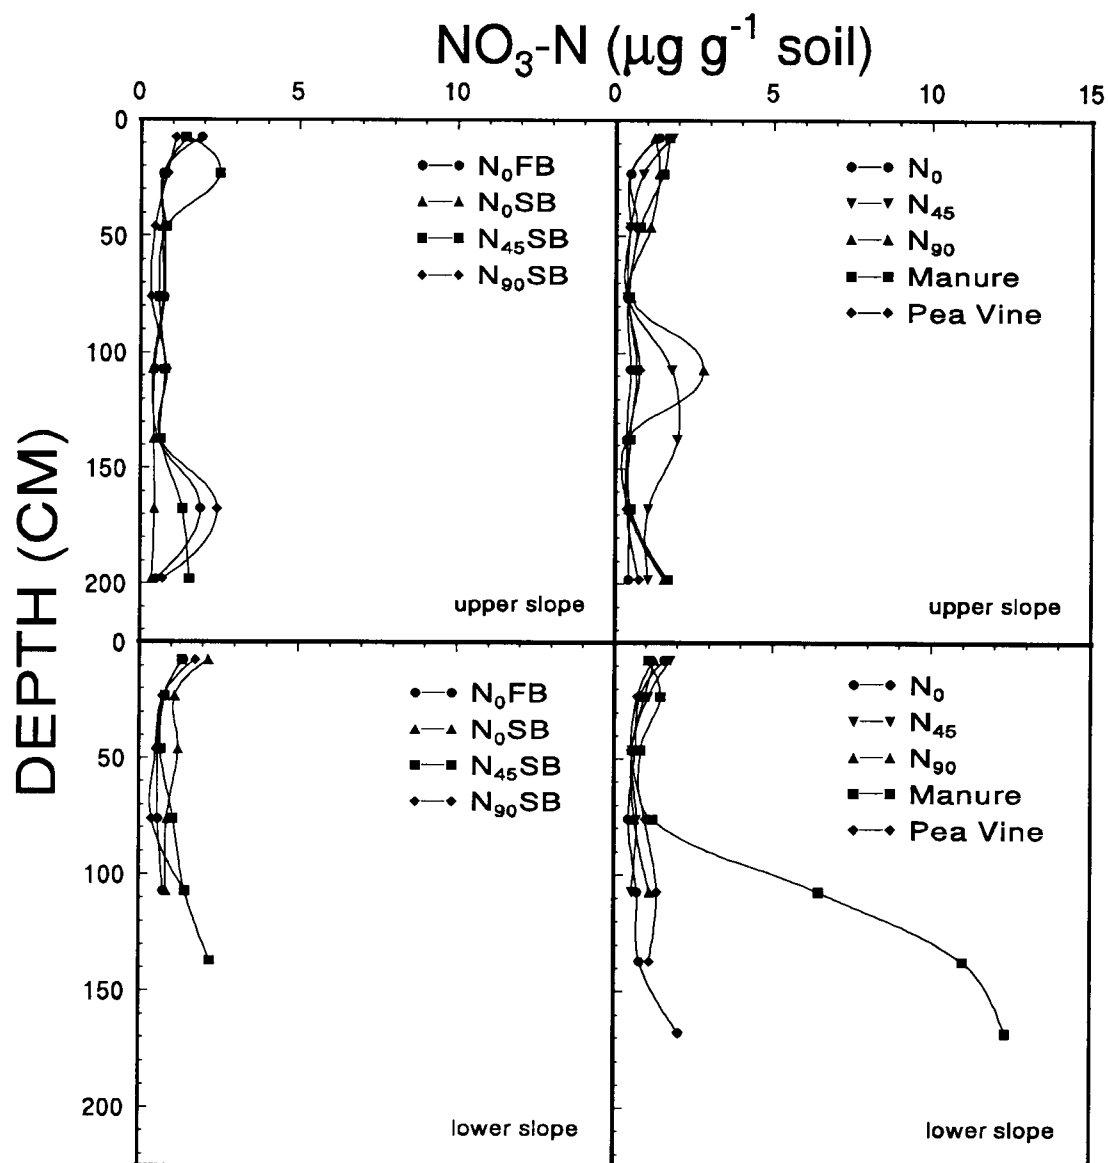 NO₃-N (µg g⁻¹ soil)
0 5 10 0 5 10 15
DEPTH (CM)
0
50
100
150
200
N₀FB
N₀SB
N₄₅SB
N₉₀SB
upper slope
N₀
N₄₅
N₉₀
Manure
Pea Vine
upper slope
0
50
100
150
200
N₀FB
N₀SB
N₄₅SB
N₉₀SB
lower slope
N₀
N₄₅
N₉₀
Manure
Pea Vine
lower slope